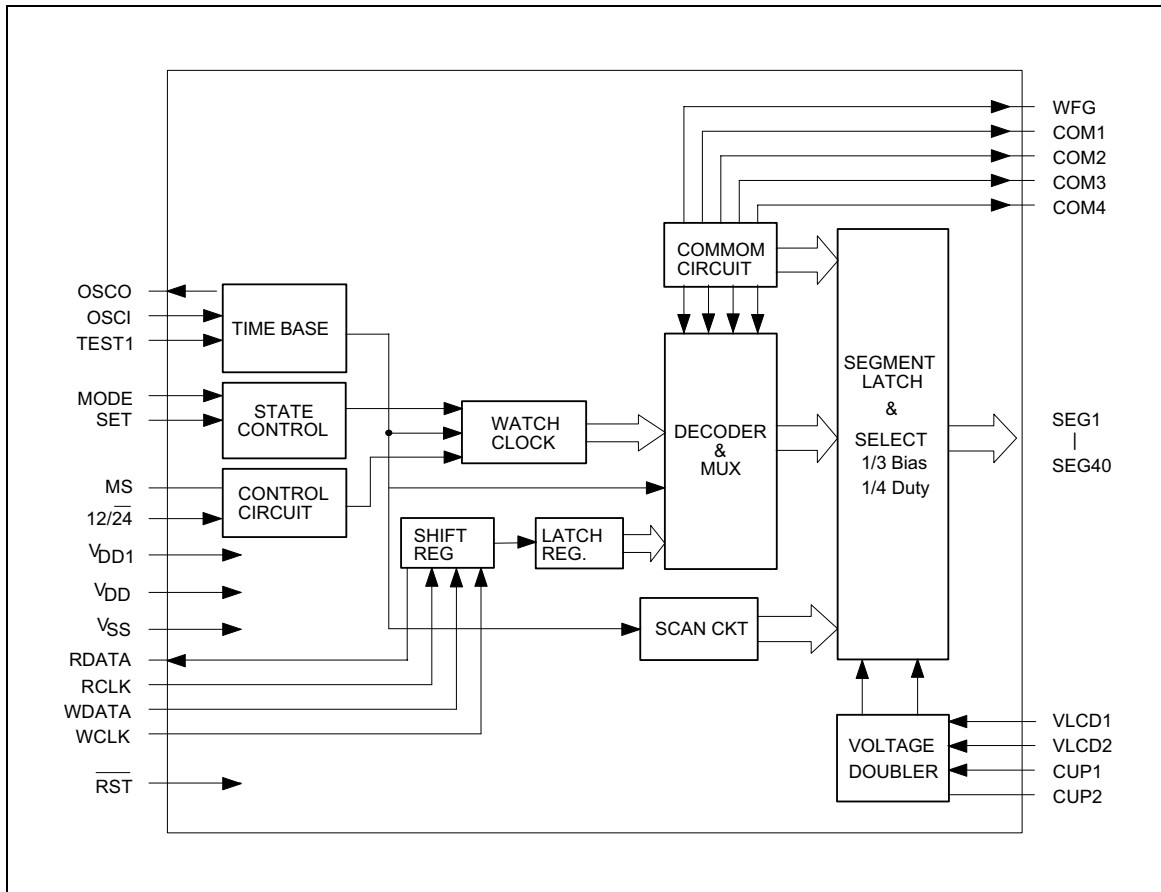 WFG
COM1
COM2
COM3
COM4
COMMOM
CIRCUIT
OSCO
OSCI
TEST1
TIME BASE
MODE
SET
STATE
CONTROL
WATCH
CLOCK
DECODER
&
MUX
SEGMENT
LATCH
&
SELECT
1/3 Bias
1/4 Duty
SEG1
|
SEG40
MS
12/2̅4̅
CONTROL
CIRCUIT
SHIFT
REG
LATCH
REG.
VDD1
VDD
VSS
SCAN CKT
RDATA
RCLK
WDATA
WCLK
R̅S̅T̅
VOLTAGE
DOUBLER
VLCD1
VLCD2
CUP1
CUP2